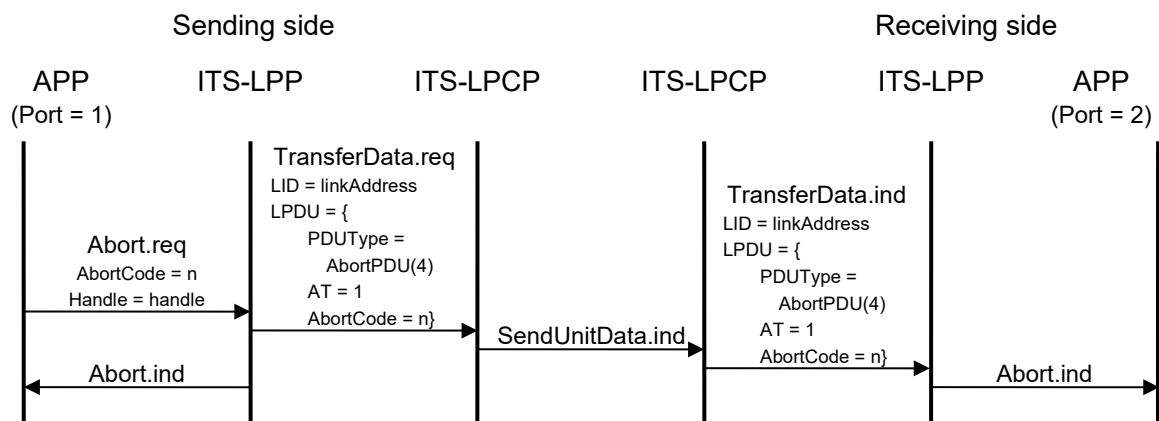 Sending side
Receiving side
APP
(Port = 1)
ITS-LPP
ITS-LPCP
ITS-LPCP
ITS-LPP
APP
(Port = 2)
Abort.req
AbortCode = n
Handle = handle
TransferData.req
LID = linkAddress
LPDU = {
PDUType =
AbortPDU(4)
AT = 1
AbortCode = n}
SendUnitData.ind
TransferData.ind
LID = linkAddress
LPDU = {
PDUType =
AbortPDU(4)
AT = 1
AbortCode = n}
Abort.ind
Abort.ind